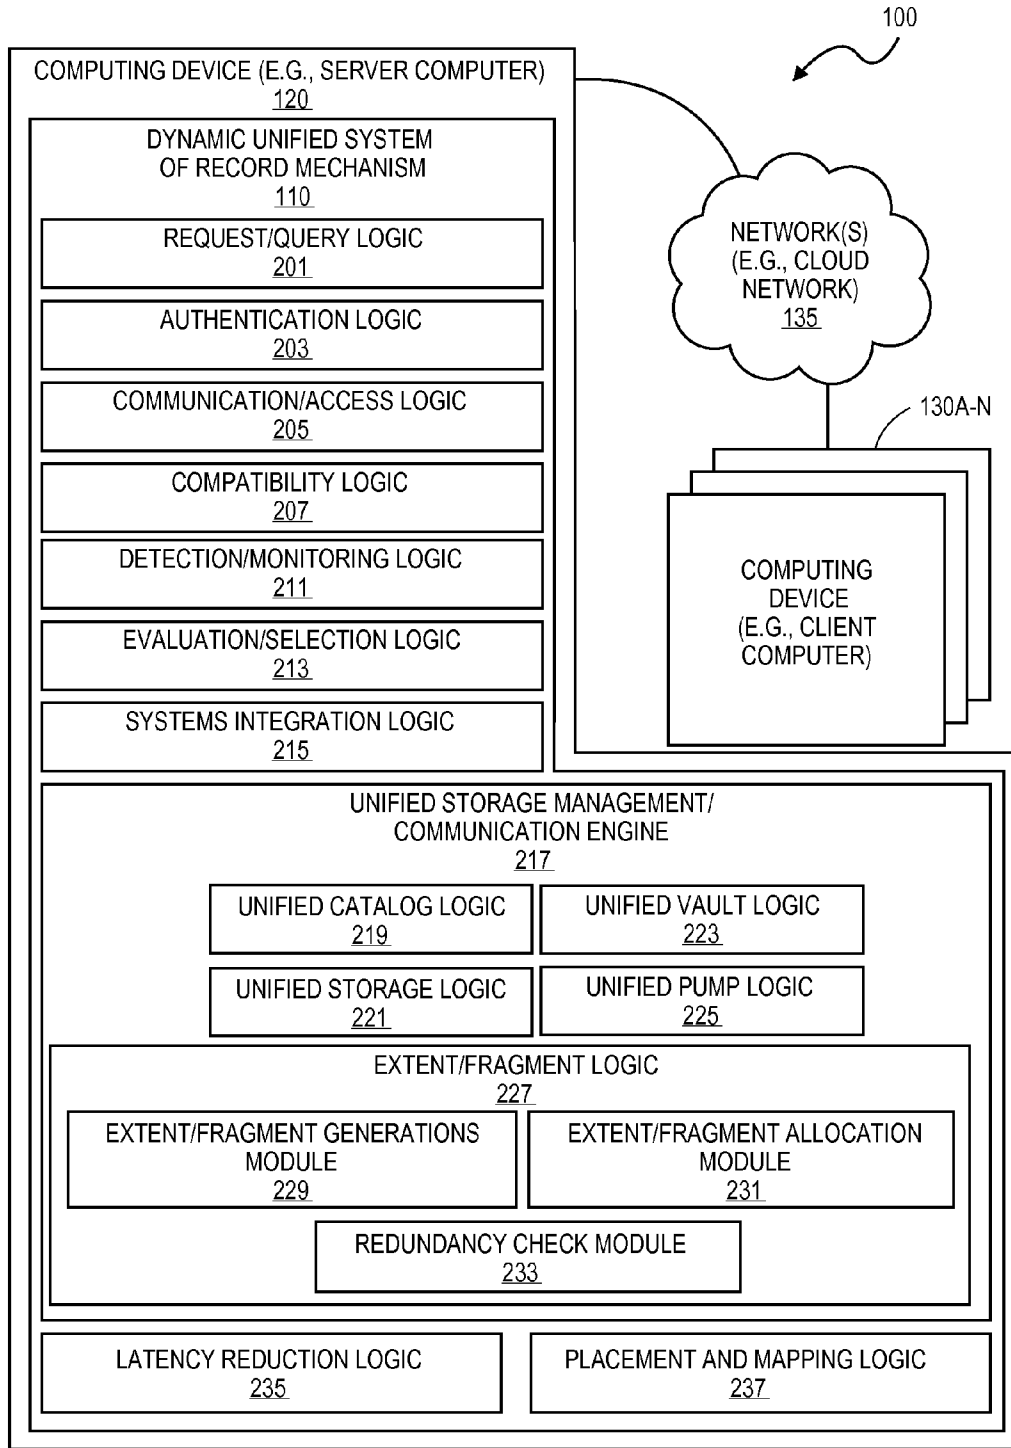 100
COMPUTING DEVICE (E.G., SERVER COMPUTER)
120
DYNAMIC UNIFIED SYSTEM
OF RECORD MECHANISM
110
REQUEST/QUERY LOGIC
201
AUTHENTICATION LOGIC
203
COMMUNICATION/ACCESS LOGIC
205
COMPATIBILITY LOGIC
207
DETECTION/MONITORING LOGIC
211
EVALUATION/SELECTION LOGIC
213
SYSTEMS INTEGRATION LOGIC
215
NETWORK(S)
(E.G., CLOUD
NETWORK)
135
130A-N
COMPUTING
DEVICE
(E.G., CLIENT
COMPUTER)
UNIFIED STORAGE MANAGEMENT/
COMMUNICATION ENGINE
217
UNIFIED CATALOG LOGIC
219
UNIFIED VAULT LOGIC
223
UNIFIED STORAGE LOGIC
221
UNIFIED PUMP LOGIC
225
EXTENT/FRAGMENT LOGIC
227
EXTENT/FRAGMENT GENERATIONS
MODULE
229
EXTENT/FRAGMENT ALLOCATION
MODULE
231
REDUNDANCY CHECK MODULE
233
LATENCY REDUCTION LOGIC
235
PLACEMENT AND MAPPING LOGIC
237